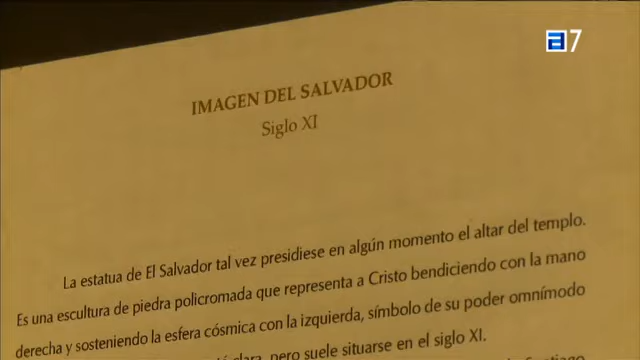 a7
IMAGEN DEL SALVADOR
Siglo XI
La estatua de El Salvador tal vez presidiese en algún momento el altar del templo.
Es una escultura de piedra policromada que representa a Cristo bendiciendo con la mano
derecha y sosteniendo la esfera cósmica con la izquierda, símbolo de su poder omnímodo
clara, pero suele situarse en el siglo XI.
Santiago